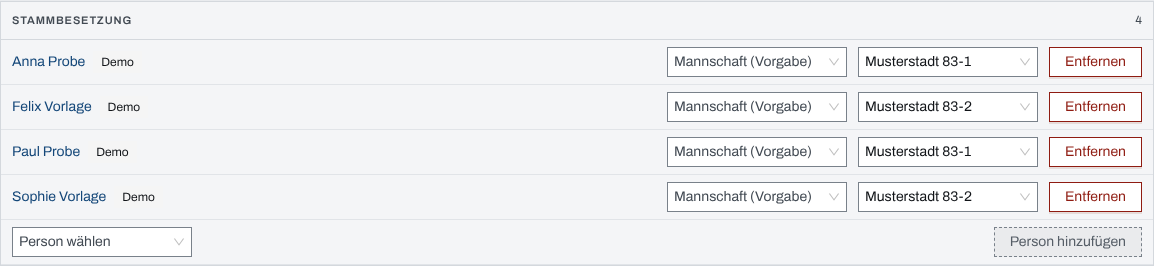 STAMMBESETZUNG 4
Anna Probe Demo Mannschaft (Vorgabe) Musterstadt 83-1 Entfernen
Felix Vorlage Demo Mannschaft (Vorgabe) Musterstadt 83-2 Entfernen
Paul Probe Demo Mannschaft (Vorgabe) Musterstadt 83-1 Entfernen
Sophie Vorlage Demo Mannschaft (Vorgabe) Musterstadt 83-2 Entfernen
Person wählen Person hinzufügen